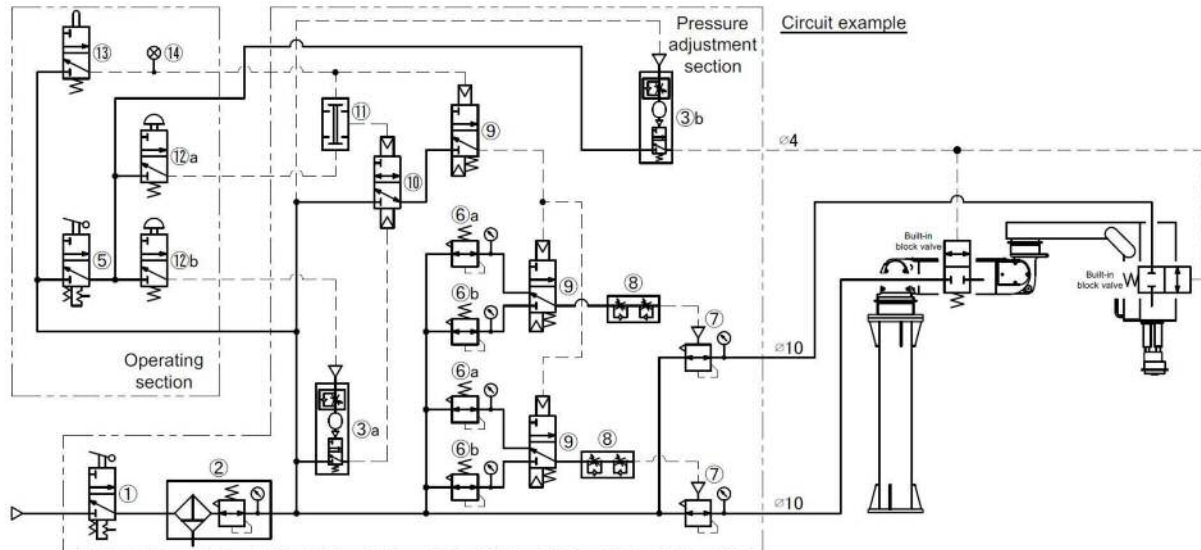 Circuit example
Pressure
adjustment
section
⑬
⑭
⑪
⑨
③b
⌀4
⑫a
⑩
⑥a
⑤
⑫b
Built-in
block valve
Built-in
block valve
⑥b
⑨
⑧
⑦
⌀10
Operating
section
⑥a
③a
⑨
⑥b
⑧
⑦
①
②
⌀10